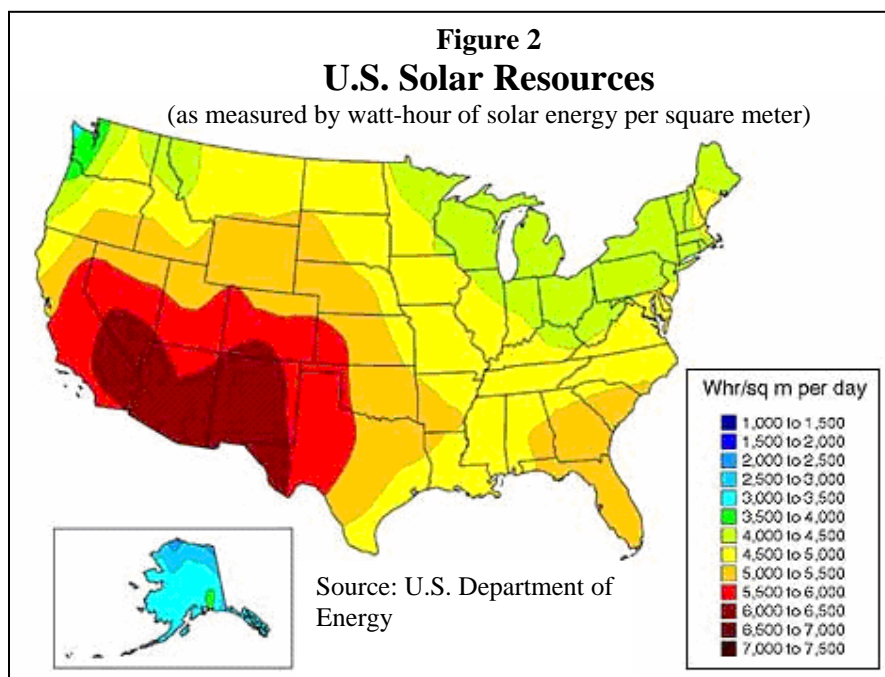 Figure 2
U.S. Solar Resources
(as measured by watt-hour of solar energy per square meter)
Whr/sq m per day
1,000 to 1,500
1,500 to 2,000
2,000 to 2,500
2,500 to 3,000
3,000 to 3,500
3,500 to 4,000
4,000 to 4,500
4,500 to 5,000
5,000 to 5,500
5,500 to 6,000
6,000 to 6,500
6,500 to 7,000
7,000 to 7,500
Source: U.S. Department of
Energy